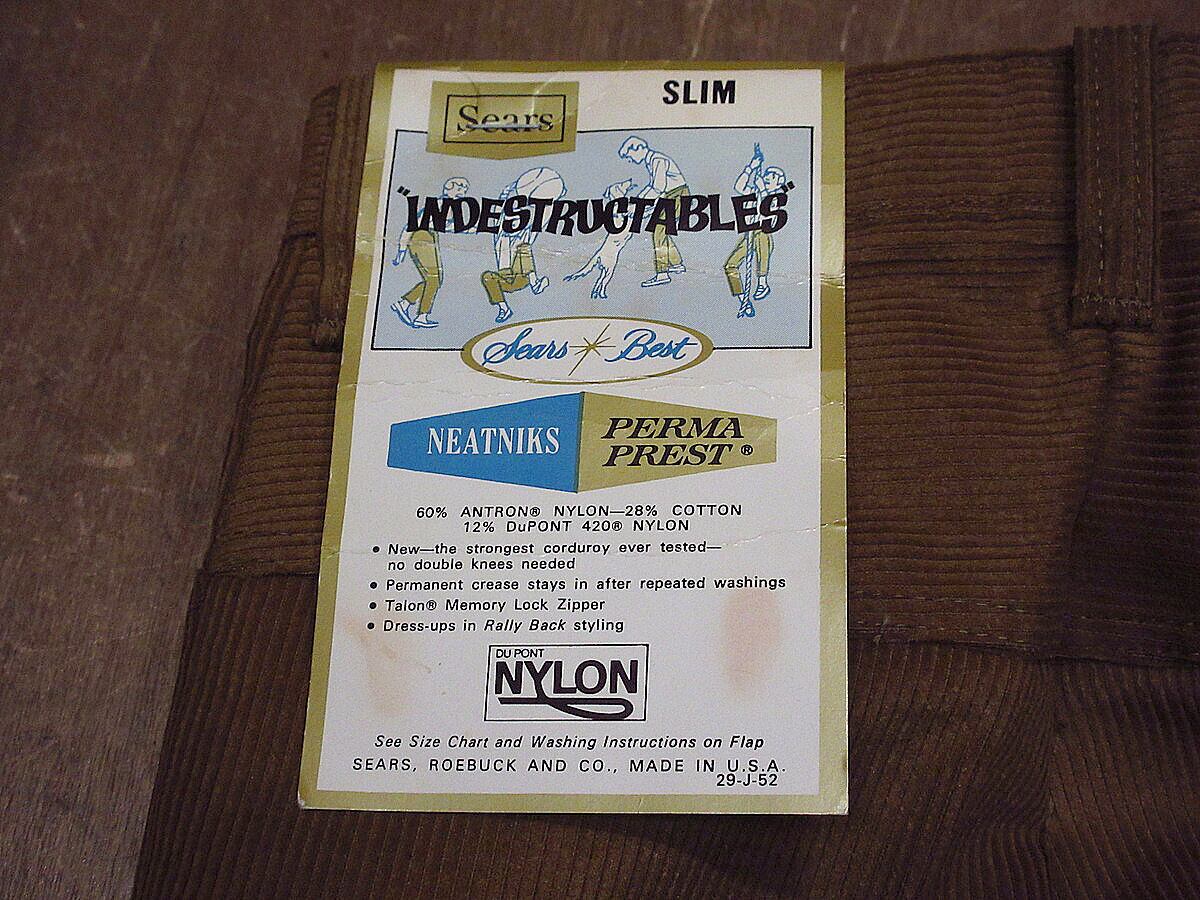 Sears
SLIM
"INDESTRUCTABLES"
Sears Best
NEATNIKS
PERMA
PREST ®
60% ANTRON® NYLON—28% COTTON
12% DuPONT 420® NYLON
• New—the strongest corduroy ever tested—
no double knees needed
• Permanent crease stays in after repeated washings
• Talon® Memory Lock Zipper
• Dress-ups in Rally Back styling
DU PONT
NYLON
See Size Chart and Washing Instructions on Flap
SEARS, ROEBUCK AND CO., MADE IN U.S.A.
29-J-52